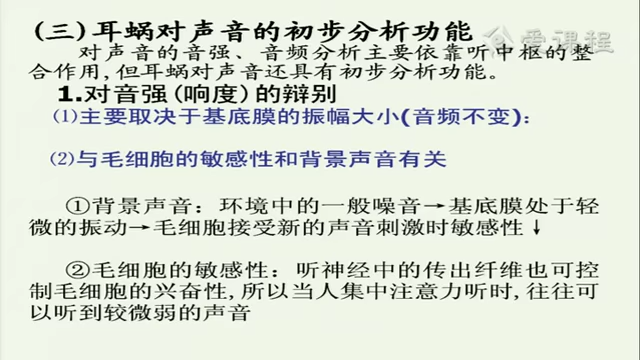 爱课程
(三)耳蜗对声音的初步分析功能
对声音的音强、音频分析主要依靠听中枢的整
合作用,但耳蜗对声音还具有初步分析功能。
1.对音强(响度)的辩别
⑴主要取决于基底膜的振幅大小(音频不变):
⑵与毛细胞的敏感性和背景声音有关
①背景声音：环境中的一般噪音→基底膜处于轻
微的振动→毛细胞接受新的声音刺激时敏感性↓
②毛细胞的敏感性：听神经中的传出纤维也可控
制毛细胞的兴奋性,所以当人集中注意力听时,往往可
以听到较微弱的声音